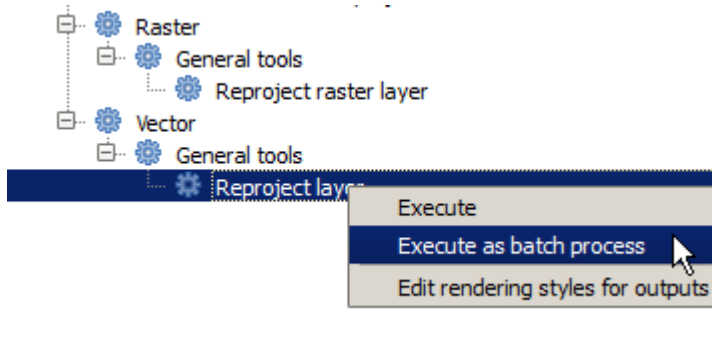 Raster
General tools
Reproject raster layer
Vector
General tools
Reproject layer
Execute
Execute as batch process
Edit rendering styles for outputs